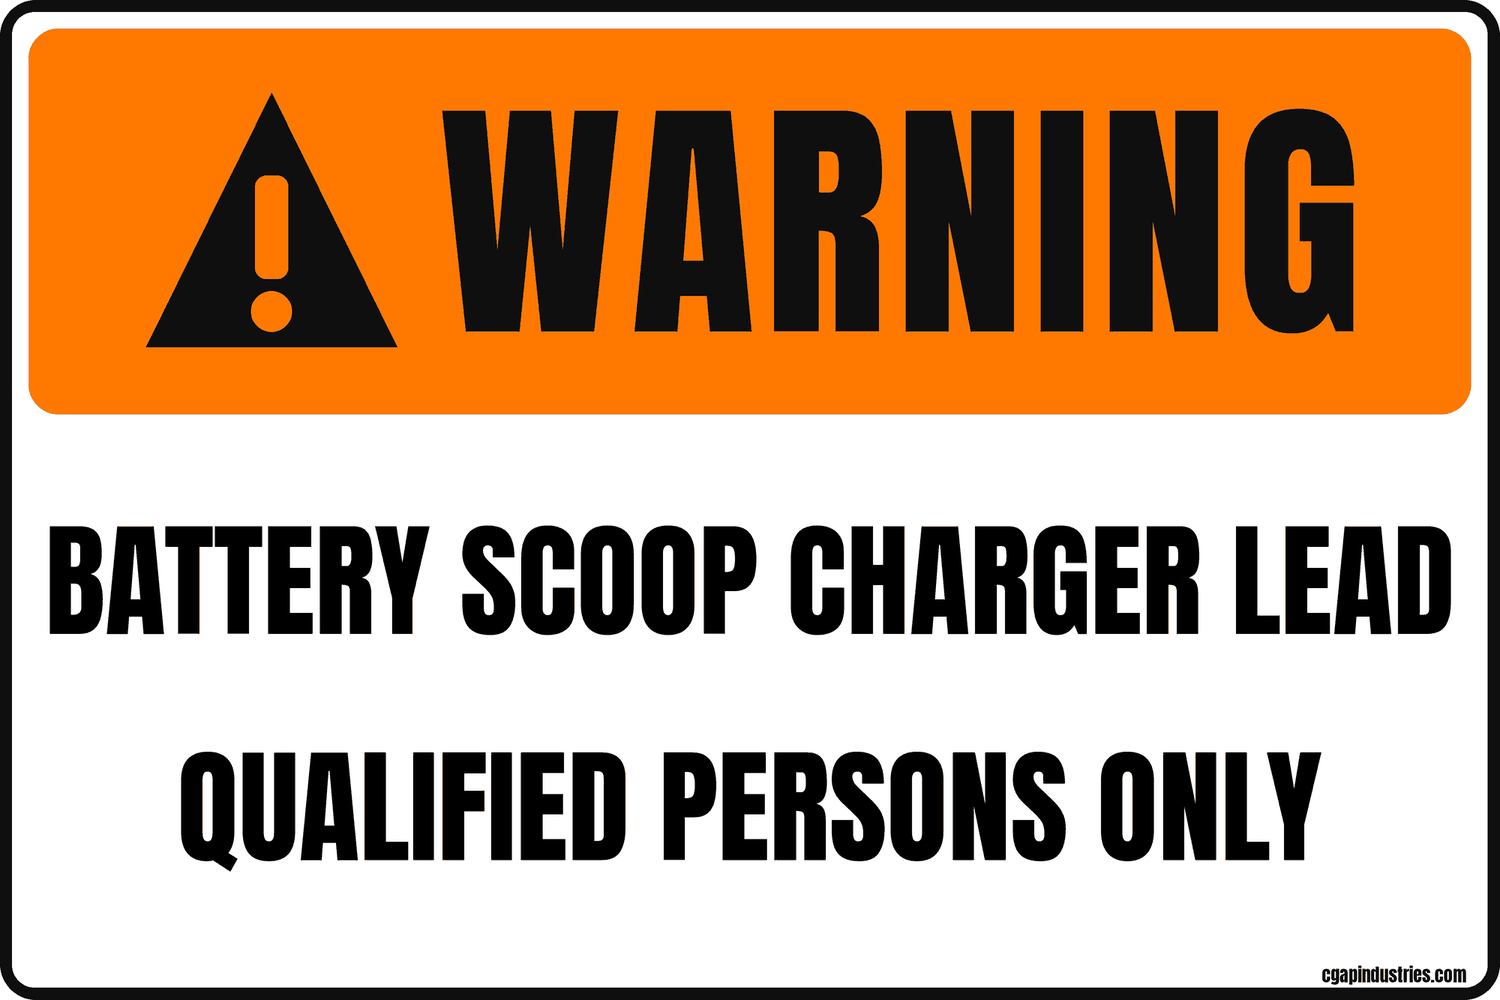 WARNING
BATTERY SCOOP CHARGER LEAD
QUALIFIED PERSONS ONLY
cgapindustries.com